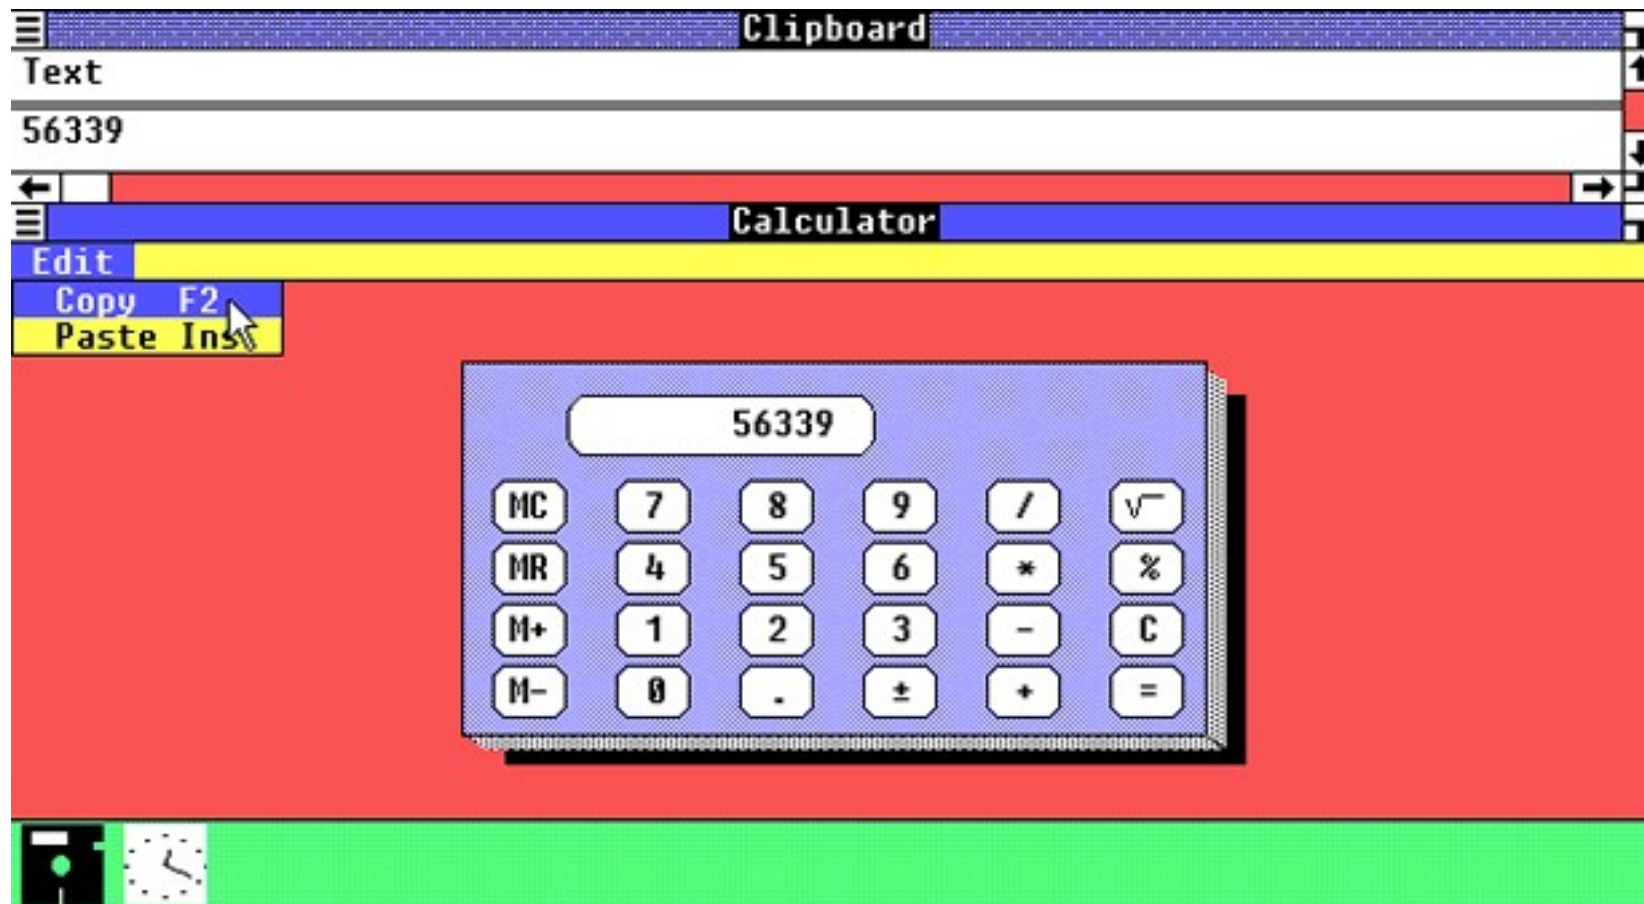 Clipboard
Text
56339
Calculator
Edit
Copy F2
Paste Ins
56339
MC 7 8 9 / √
MR 4 5 6 * %
M+ 1 2 3 - C
M- 0 . ± + =